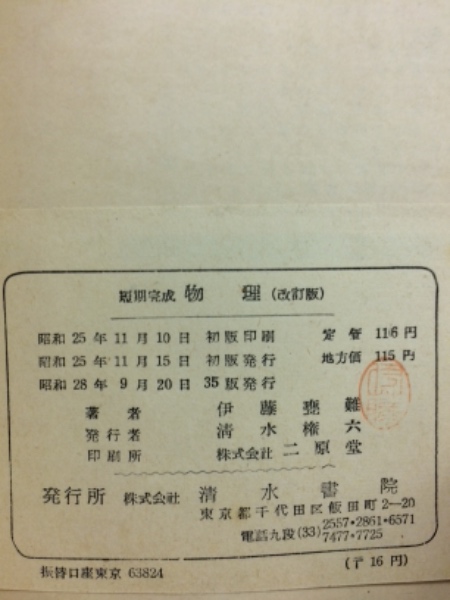 短期完成 物 理 (改訂版)
昭和 25 年 11 月 10 日 初版印刷 定 價 116 円
昭和 25 年 11 月 15 日 初版発行 地方価 115 円
昭和 28 年 9 月 20 日 35 版発行
著 者 伊 藤 難
発行者 清 水 権 六
印刷所 株式会社 二 原 堂
発行所 株式会社 清 水 書 院
東京都千代田区飯田町2—20
電話九段(33) 2557・2861・6571
7477・7725
振替口座東京 63824 (〒16 円)